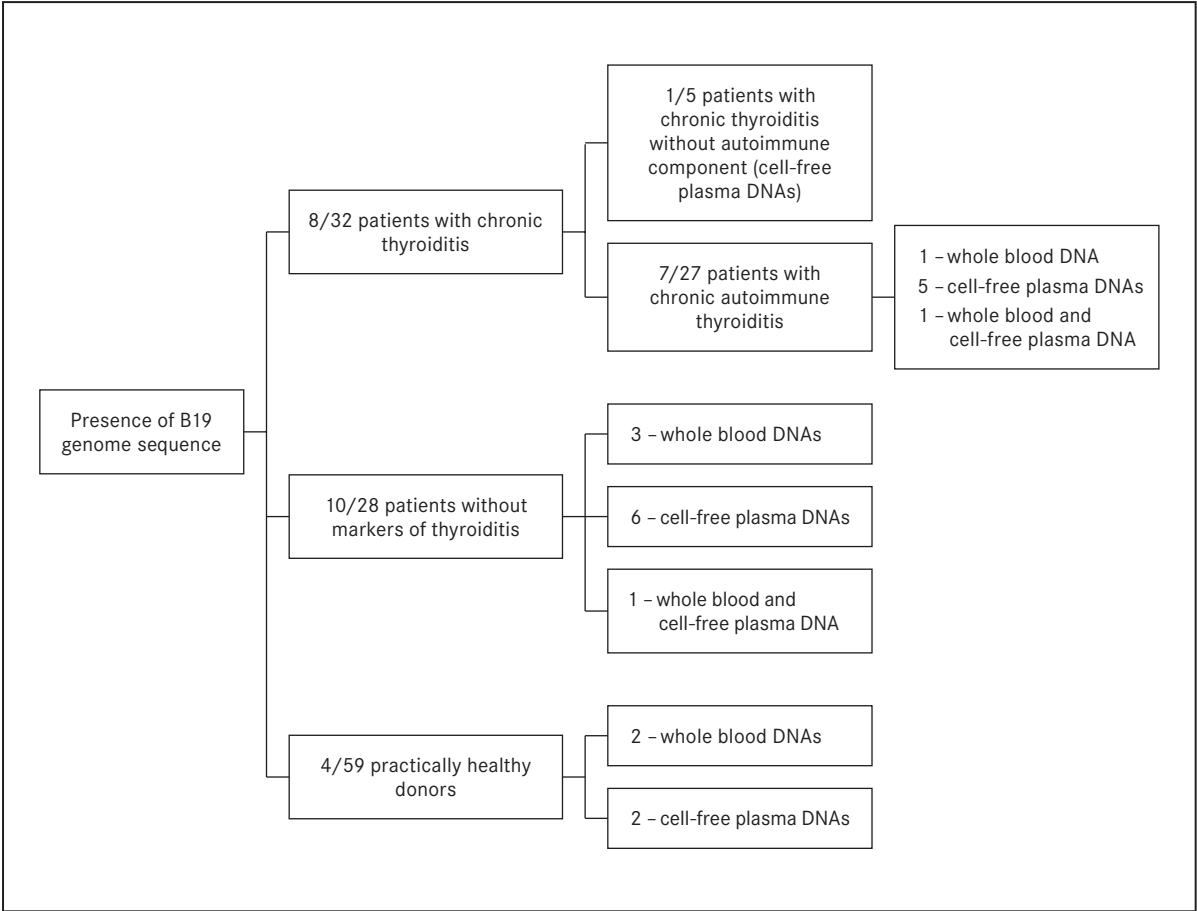 Presence of B19
genome sequence
8/32 patients with chronic
thyroiditis
1/5 patients with
chronic thyroiditis
without autoimmune
component (cell-free
plasma DNAs)
7/27 patients with
chronic autoimmune
thyroiditis
1 – whole blood DNA
5 – cell-free plasma DNAs
1 – whole blood and
cell-free plasma DNA
10/28 patients without
markers of thyroiditis
3 – whole blood DNAs
6 – cell-free plasma DNAs
1 – whole blood and
cell-free plasma DNA
4/59 practically healthy
donors
2 – whole blood DNAs
2 – cell-free plasma DNAs